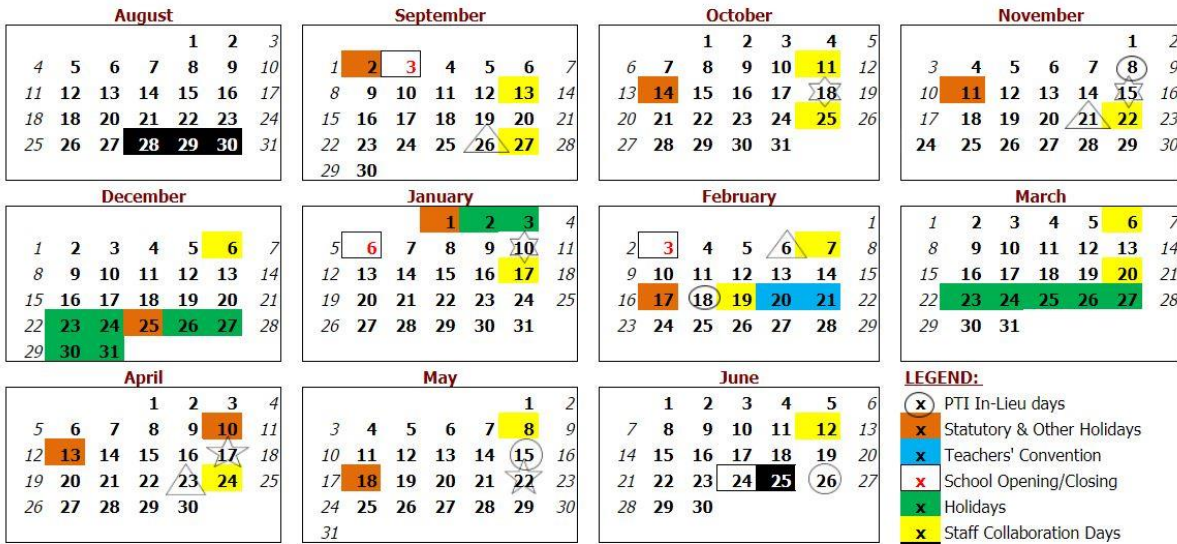 August
1 2 3
4 5 6 7 8 9 10
11 12 13 14 15 16 17
18 18 20 21 22 23 24
25 26 27 28 29 30 31
September
1 2 3 4 5 6 7
8 9 10 11 12 13 14
15 16 17 18 19 20 21
22 23 24 25 26 27 28
29 30
October
1 2 3 4 5
6 7 8 9 10 11 12
13 14 15 16 17 18 19
20 21 22 23 24 25 26
27 28 29 30 31
November
1 2
3 4 5 6 7 8 9
10 11 12 13 14 15 16
17 18 19 20 21 22 23
24 25 26 27 28 29 30
December
1 2 3 4 5 6 7
8 9 10 11 12 13 14
15 16 17 18 19 20 21
22 23 24 25 26 27 28
29 30 31
January
1 2 3 4
5 6 7 8 9 10 11
12 13 14 15 16 17 18
19 20 21 22 23 24 25
26 27 28 29 30 31
February
1
2 3 4 5 6 7 8
9 10 11 12 13 14 15
16 17 18 19 20 21 22
23 24 25 26 27 28 29
March
1 2 3 4 5 6 7
8 9 10 11 12 13 14
15 16 17 18 19 20 21
22 23 24 25 26 27 28
29 30 31
April
1 2 3 4
5 6 7 8 9 10 11
12 13 14 15 16 17 18
19 20 21 22 23 24 25
26 27 28 29 30
May
1 2
3 4 5 6 7 8 9
10 11 12 13 14 15 16
17 18 19 20 21 22 23
24 25 26 27 28 29 30
31
June
1 2 3 4 5 6
7 8 9 10 11 12 13
14 15 16 17 18 19 20
21 22 23 24 25 26 27
28 29 30
LEGEND:
x PTI In-Lieu days
x Statutory & Other Holidays
x Teachers' Convention
x School Opening/Closing
x Holidays
x Staff Collaboration Days